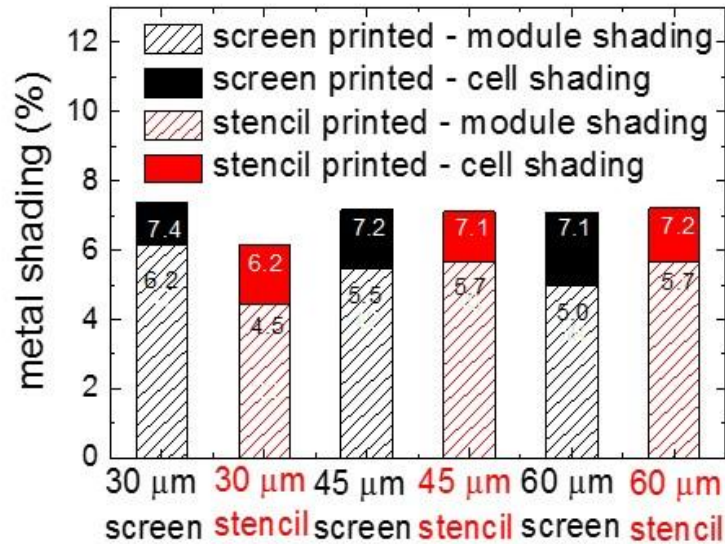 metal shading (%)
12
10
8
6
4
2
0
screen printed - module shading
screen printed - cell shading
stencil printed - module shading
stencil printed - cell shading
7.4
6.2
6.2
4.5
7.2
5.5
7.1
5.7
7.1
5.0
7.2
5.7
30 μm
screen
30 μm
stencil
45 μm
screen
45 μm
stencil
60 μm
screen
60 μm
stencil